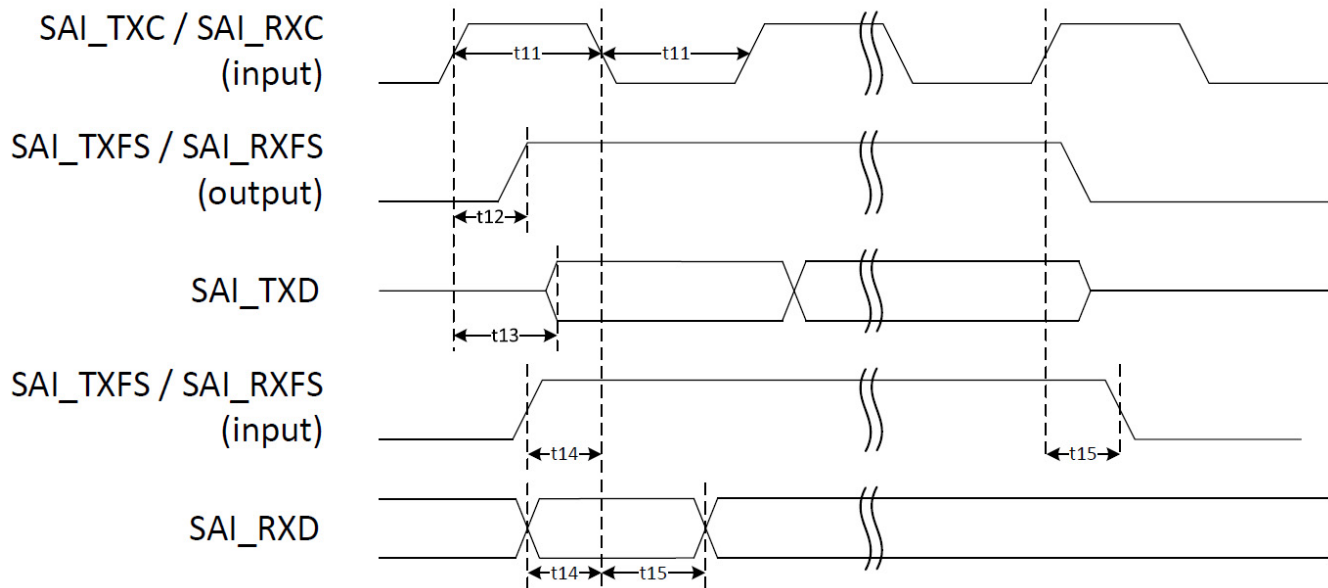 SAI_TXC / SAI_RXC
(input)
t11
t11
SAI_TXFS / SAI_RXFS
(output)
t12
SAI_TXD
t13
SAI_TXFS / SAI_RXFS
(input)
t14
t15
SAI_RXD
t14
t15